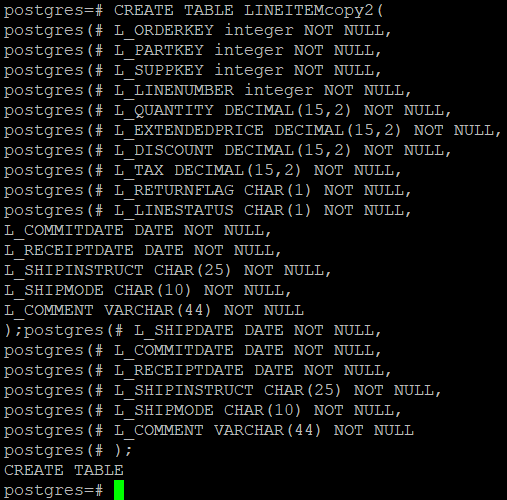 postgres=# CREATE TABLE LINEITEMcopy2(
postgres(# L_ORDERKEY integer NOT NULL,
postgres(# L_PARTKEY integer NOT NULL,
postgres(# L_SUPPKEY integer NOT NULL,
postgres(# L_LINENUMBER integer NOT NULL,
postgres(# L_QUANTITY DECIMAL(15,2) NOT NULL,
postgres(# L_EXTENDEDPRICE DECIMAL(15,2) NOT NULL,
postgres(# L_DISCOUNT DECIMAL(15,2) NOT NULL,
postgres(# L_TAX DECIMAL(15,2) NOT NULL,
postgres(# L_RETURNFLAG CHAR(1) NOT NULL,
postgres(# L_LINESTATUS CHAR(1) NOT NULL,
L_COMMITDATE DATE NOT NULL,
L_RECEIPTDATE DATE NOT NULL,
L_SHIPINSTRUCT CHAR(25) NOT NULL,
L_SHIPMODE CHAR(10) NOT NULL,
L_COMMENT VARCHAR(44) NOT NULL
);postgres(# L_SHIPDATE DATE NOT NULL,
postgres(# L_COMMITDATE DATE NOT NULL,
postgres(# L_RECEIPTDATE DATE NOT NULL,
postgres(# L_SHIPINSTRUCT CHAR(25) NOT NULL,
postgres(# L_SHIPMODE CHAR(10) NOT NULL,
postgres(# L_COMMENT VARCHAR(44) NOT NULL
postgres(# );
CREATE TABLE
postgres=#